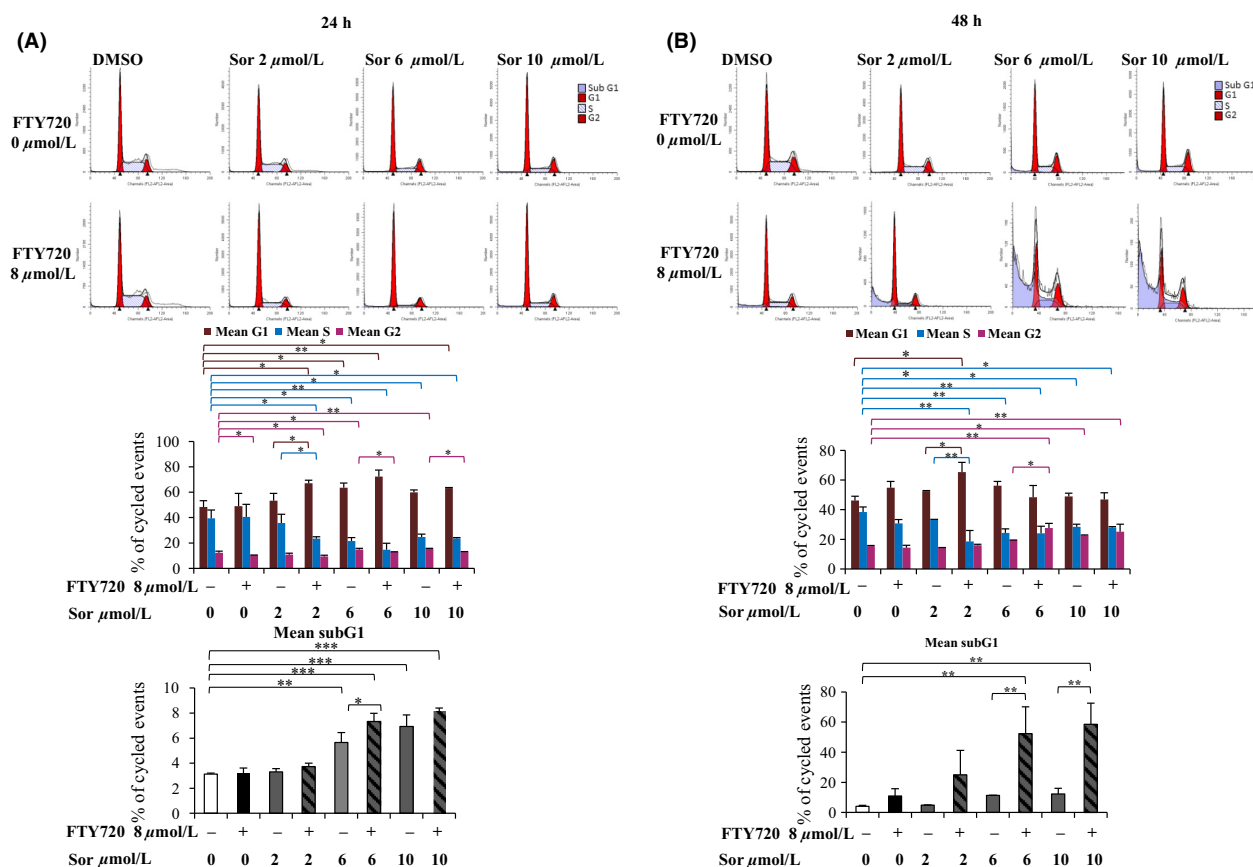 24 h
48 h
(A)
(B)
DMSO Sor 2 µmol/L Sor 6 µmol/L Sor 10 µmol/L
DMSO Sor 2 µmol/L Sor 6 µmol/L Sor 10 µmol/L
Sub G1
G1
S
G2
Sub G1
G1
S
G2
FTY720
0 µmol/L
FTY720
0 µmol/L
FTY720
8 µmol/L
FTY720
8 µmol/L
Mean G1 Mean S Mean G2
Mean G1 Mean S Mean G2
% of cycled events
100
80
60
40
20
0
FTY720 8 µmol/L – + – + – + – +
Sor µmol/L 0 0 2 2 6 6 10 10
% of cycled events
80
60
40
20
0
FTY720 8 µmol/L – + – + – + – +
Sor µmol/L 0 0 2 2 6 6 10 10
Mean subG1
% of cycled events
10
8
6
4
2
0
FTY720 8 µmol/L – + – + – + – +
Sor µmol/L 0 0 2 2 6 6 10 10
Mean subG1
% of cycled events
80
60
40
20
0
FTY720 8 µmol/L – + – + – + – +
Sor µmol/L 0 0 2 2 6 6 10 10